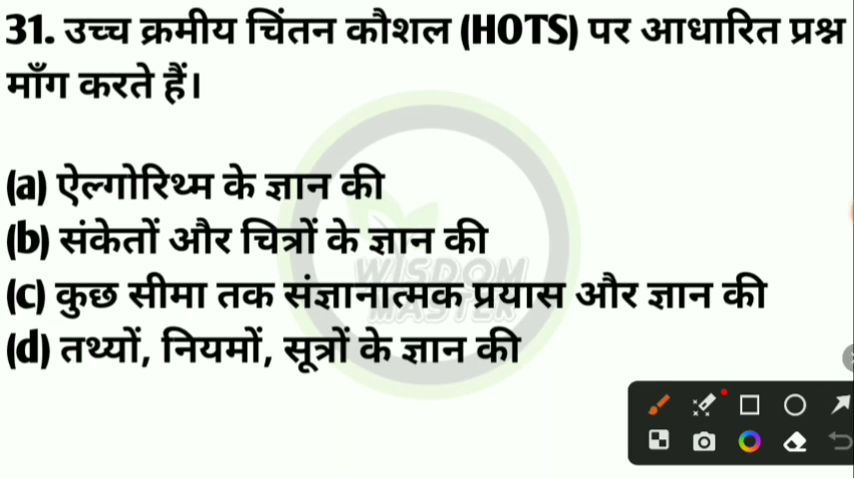 31. उच्च क्रमीय चिंतन कौशल (HOTS) पर आधारित प्रश्न
माँग करते हैं।
(a) ऐल्गोरिथ्म के ज्ञान की
(b) संकेतों और चित्रों के ज्ञान की
(c) कुछ सीमा तक संज्ञानात्मक प्रयास और ज्ञान की
(d) तथ्यों, नियमों, सूत्रों के ज्ञान की
WISDOM
MASTER